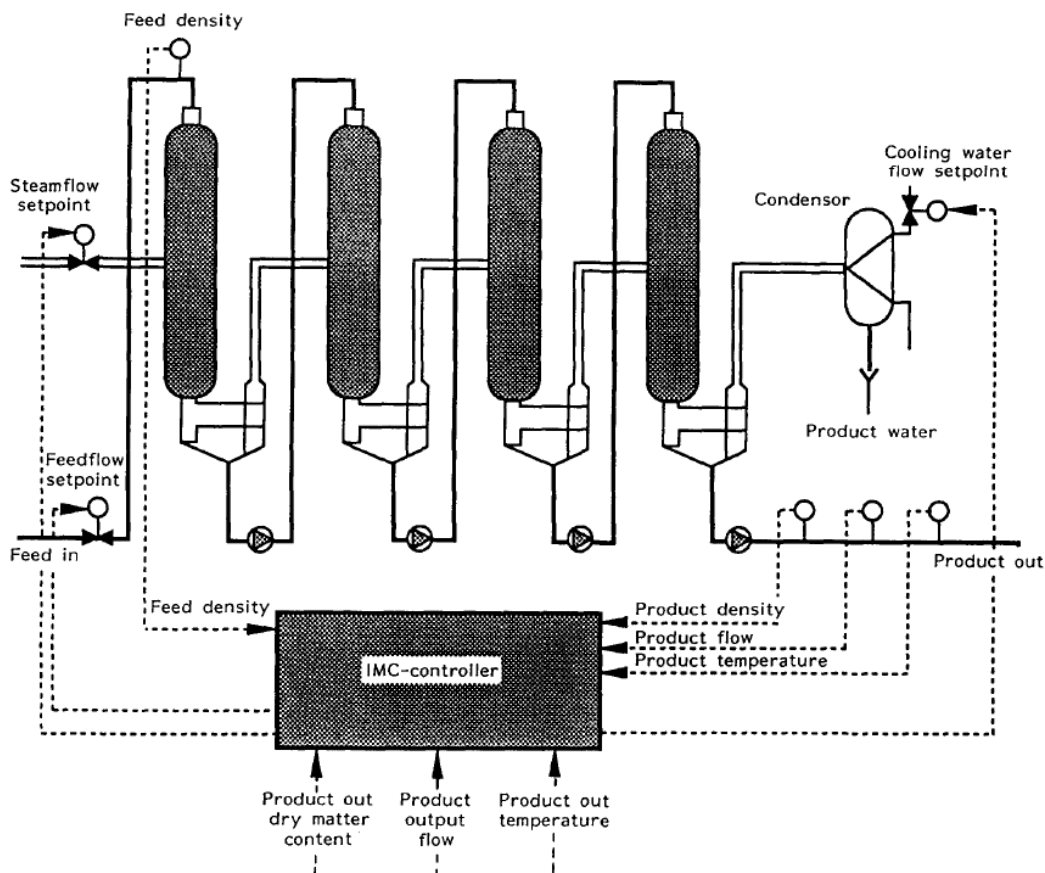 Feed density
Steamflow
setpoint
Cooling water
flow setpoint
Condensor
Product water
Feedflow
setpoint
Feed in
Product out
Feed density
Product density
Product flow
Product temperature
IMC-controller
Product out
dry matter
content
Product
output
flow
Product out
temperature